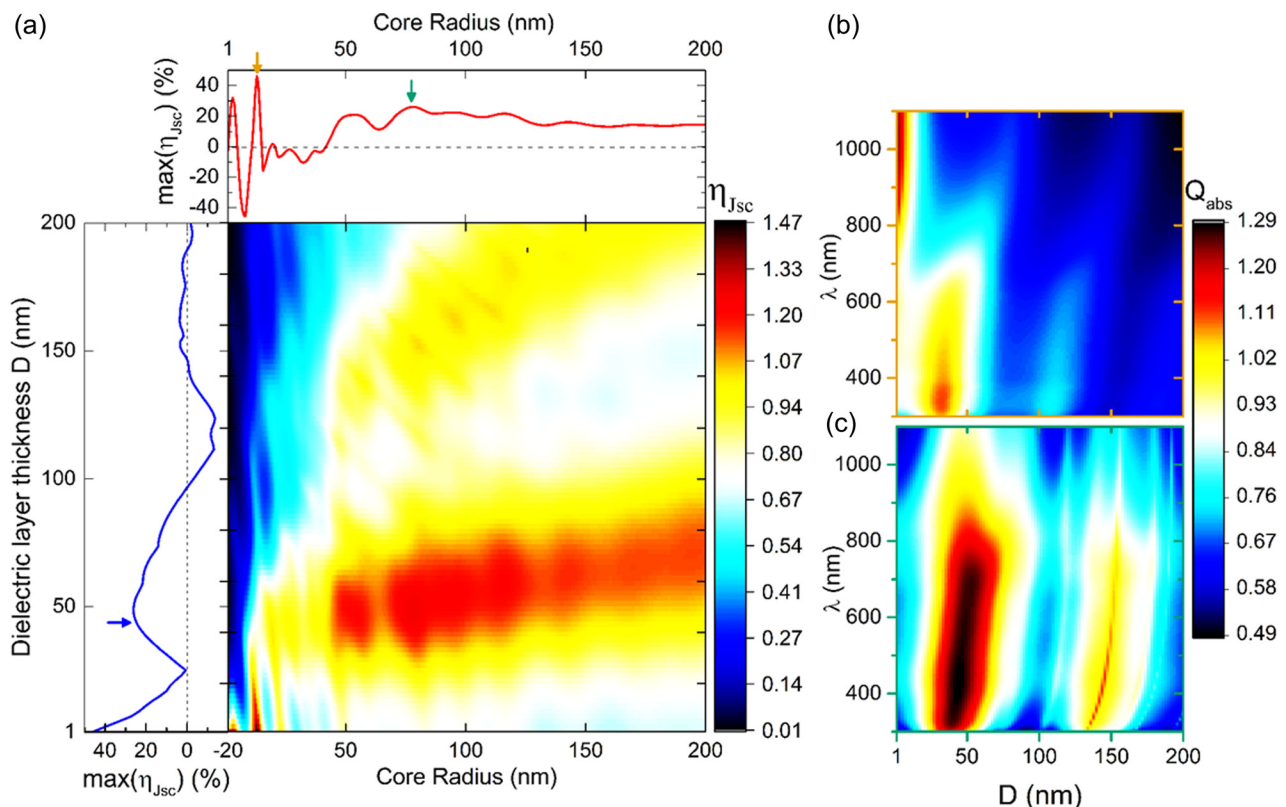 (a)
Core Radius (nm)
1 50 100 150 200
max(ηJsc) (%)
40
20
0
-20
-40
ηJsc
Dielectric layer thickness D (nm)
200
150
100
50
1
1.47
1.33
1.20
1.07
0.94
0.80
0.67
0.54
0.41
0.27
0.14
0.01
50 40 20 0 -20
max(ηJsc) (%)
50 100 150 200
Core Radius (nm)
(b)
λ (nm)
1000
800
600
400
(c)
λ (nm)
1000
800
600
400
1 50 100 150 200
D (nm)
Qabs
1.29
1.20
1.11
1.02
0.93
0.84
0.76
0.67
0.58
0.49